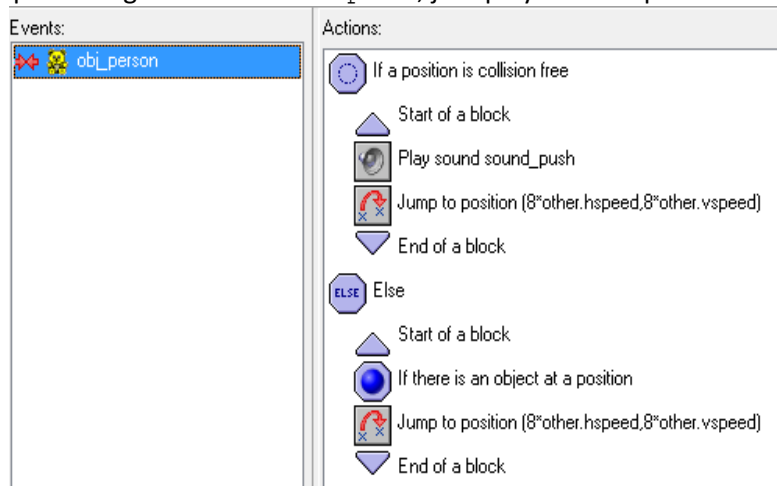 Events:
Actions:
obj_person
If a position is collision free
Start of a block
Play sound sound_push
Jump to position (8*other.hspeed,8*other.vspeed)
End of a block
ELSE Else
Start of a block
If there is an object at a position
Jump to position (8*other.hspeed,8*other.vspeed)
End of a block